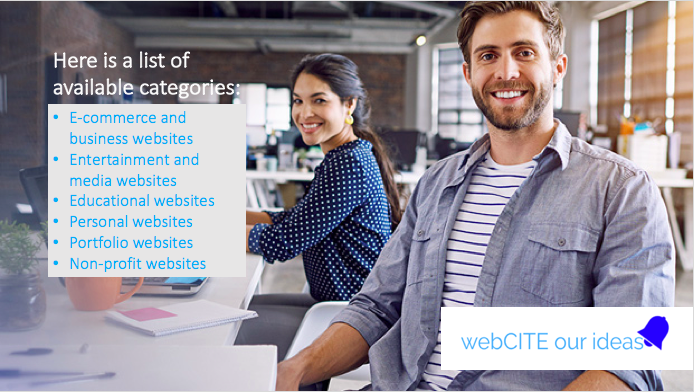 Here is a list of
available categories:
• E-commerce and
business websites
• Entertainment and
media websites
• Educational websites
• Personal websites
• Portfolio websites
• Non-profit websites
webCITE our ideas